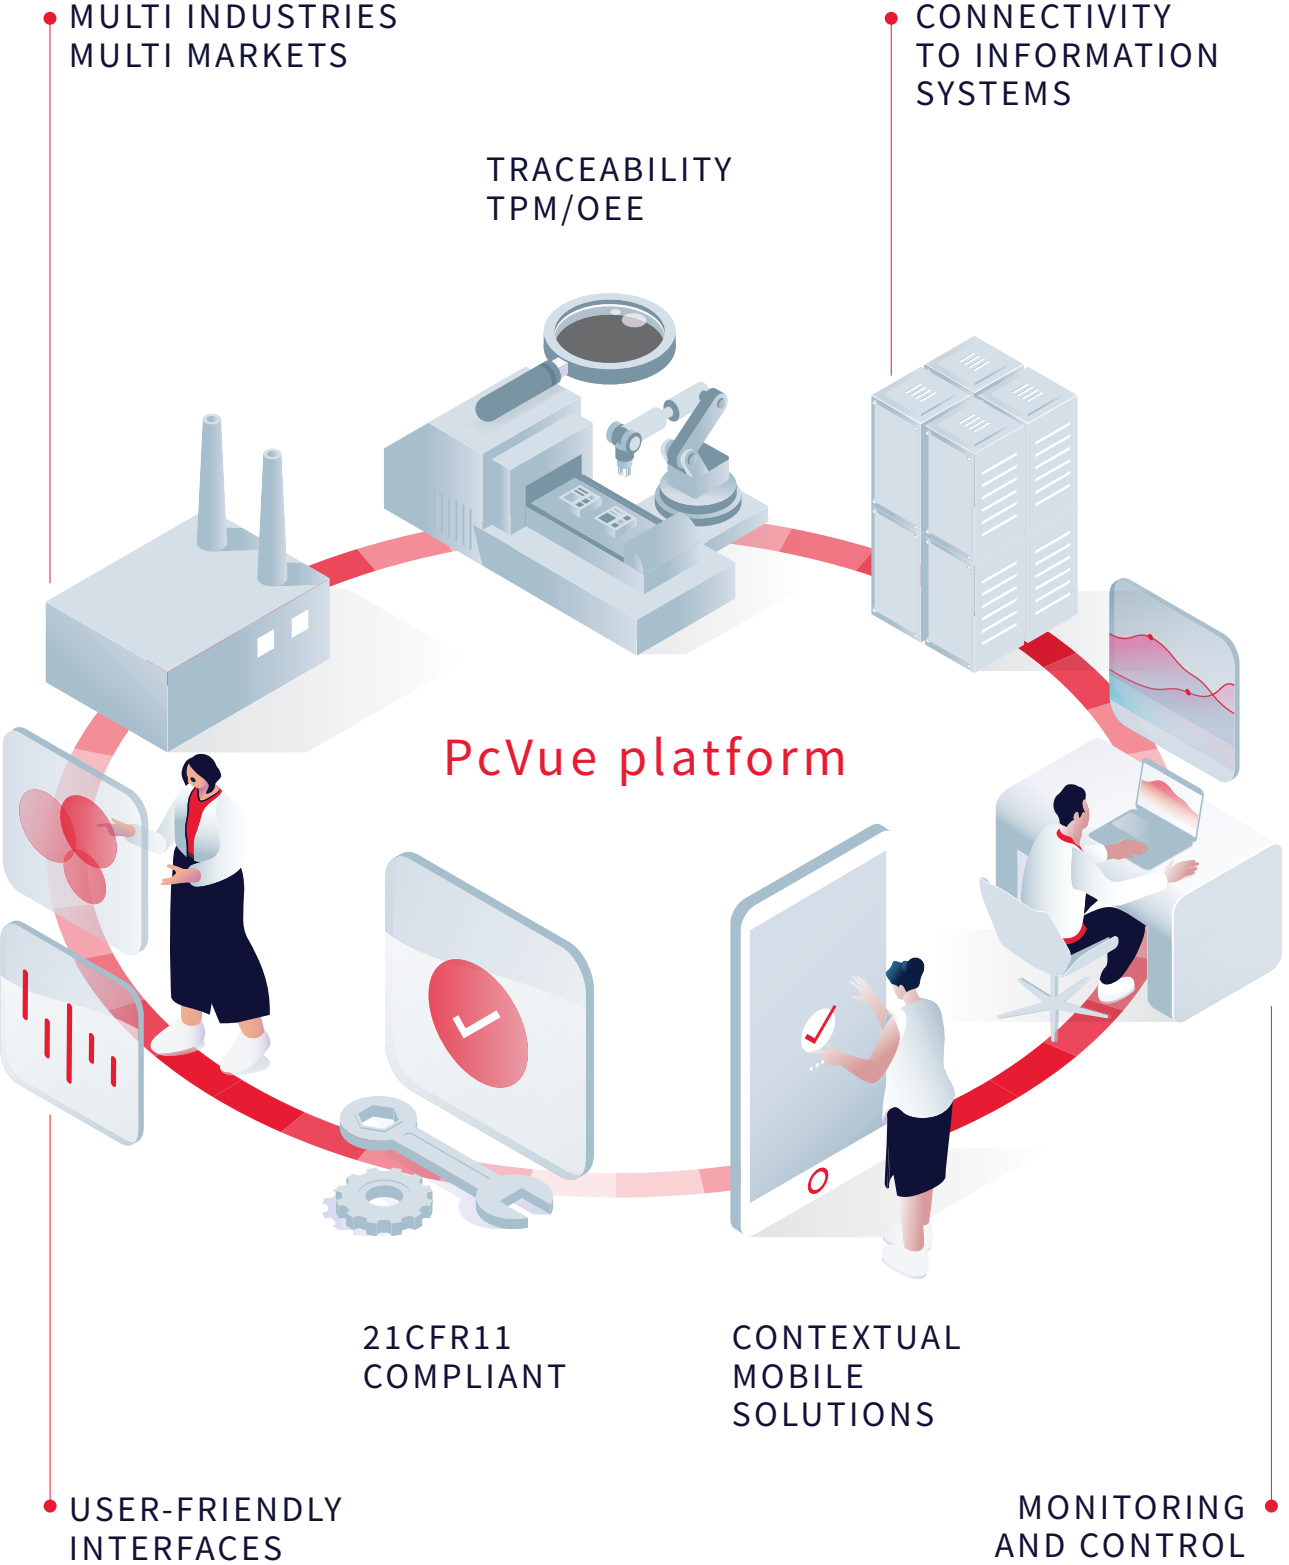 MULTI INDUSTRIES
MULTI MARKETS
CONNECTIVITY
TO INFORMATION
SYSTEMS
TRACEABILITY
TPM/OEE
PcVue platform
21CFR11
COMPLIANT
CONTEXTUAL
MOBILE
SOLUTIONS
USER-FRIENDLY
INTERFACES
MONITORING
AND CONTROL